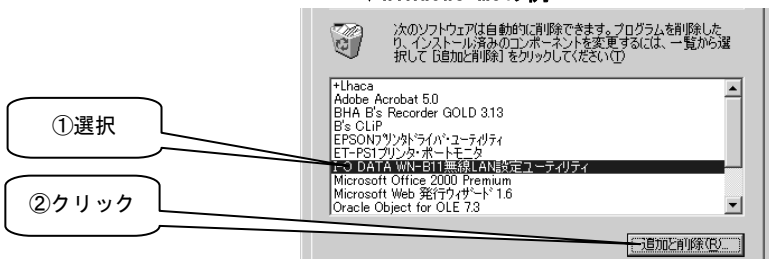 次のソフトウェアは自動的に削除できます。プログラムを削除した
り、インストール済みのコンポーネントを変更するには、一覧から選
択して [追加と削除] をクリックしてください(T)
+Lhaca
Adobe Acrobat 5.0
BHA B's Recorder GOLD 3.13
B's CLiP
EPSONプリンタドライバ・ユーティリティ
ET-PS1プリンタ・ポートモニタ
I-O DATA WN-B11無線LAN設定ユーティリティ
Microsoft Office 2000 Premium
Microsoft Web 発行ウィザード 1.6
Oracle Object for OLE 7.3
追加と削除(R)...
①選択
②クリック